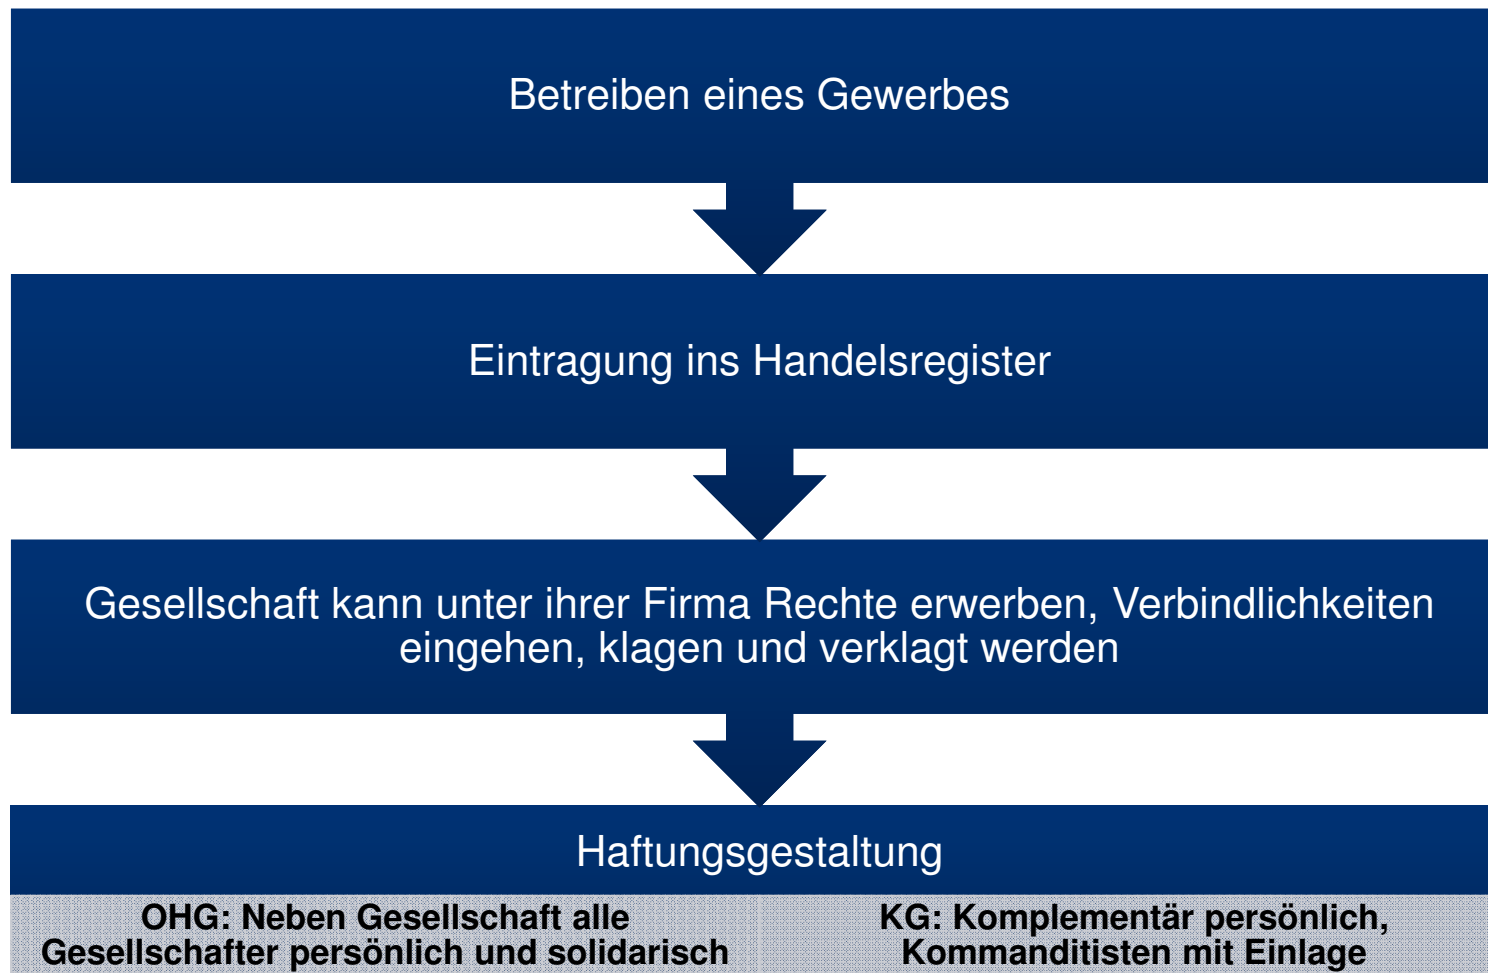 Betreiben eines Gewerbes
Eintragung ins Handelsregister
Gesellschaft kann unter ihrer Firma Rechte erwerben, Verbindlichkeiten
eingehen, klagen und verklagt werden
Haftungsgestaltung
OHG: Neben Gesellschaft alle
Gesellschafter persönlich und solidarisch
KG: Komplementär persönlich,
Kommanditisten mit Einlage